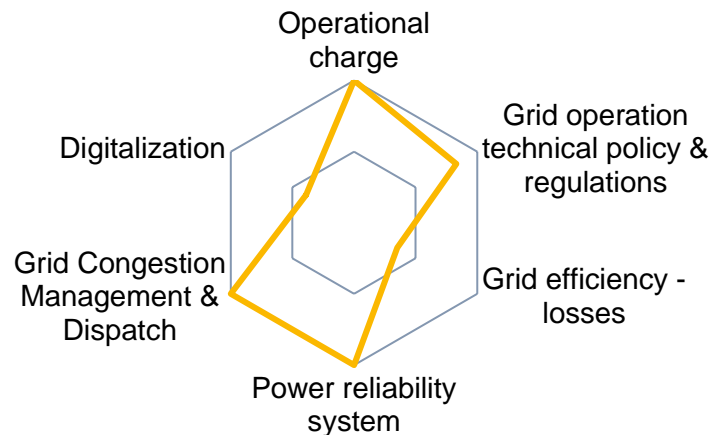 Operational
charge
Grid operation
technical policy &
regulations
Digitalization
Grid Congestion
Management &
Dispatch
Grid efficiency -
losses
Power reliability
system